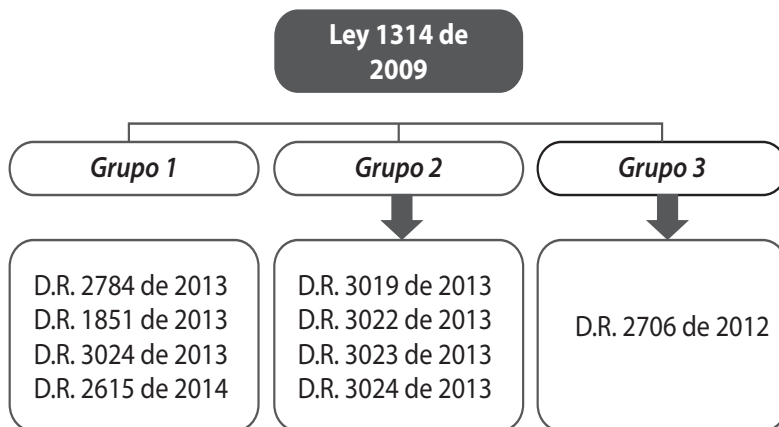 Ley 1314 de
2009
Grupo 1
Grupo 2
Grupo 3
D.R. 2784 de 2013
D.R. 1851 de 2013
D.R. 3024 de 2013
D.R. 2615 de 2014
D.R. 3019 de 2013
D.R. 3022 de 2013
D.R. 3023 de 2013
D.R. 3024 de 2013
D.R. 2706 de 2012